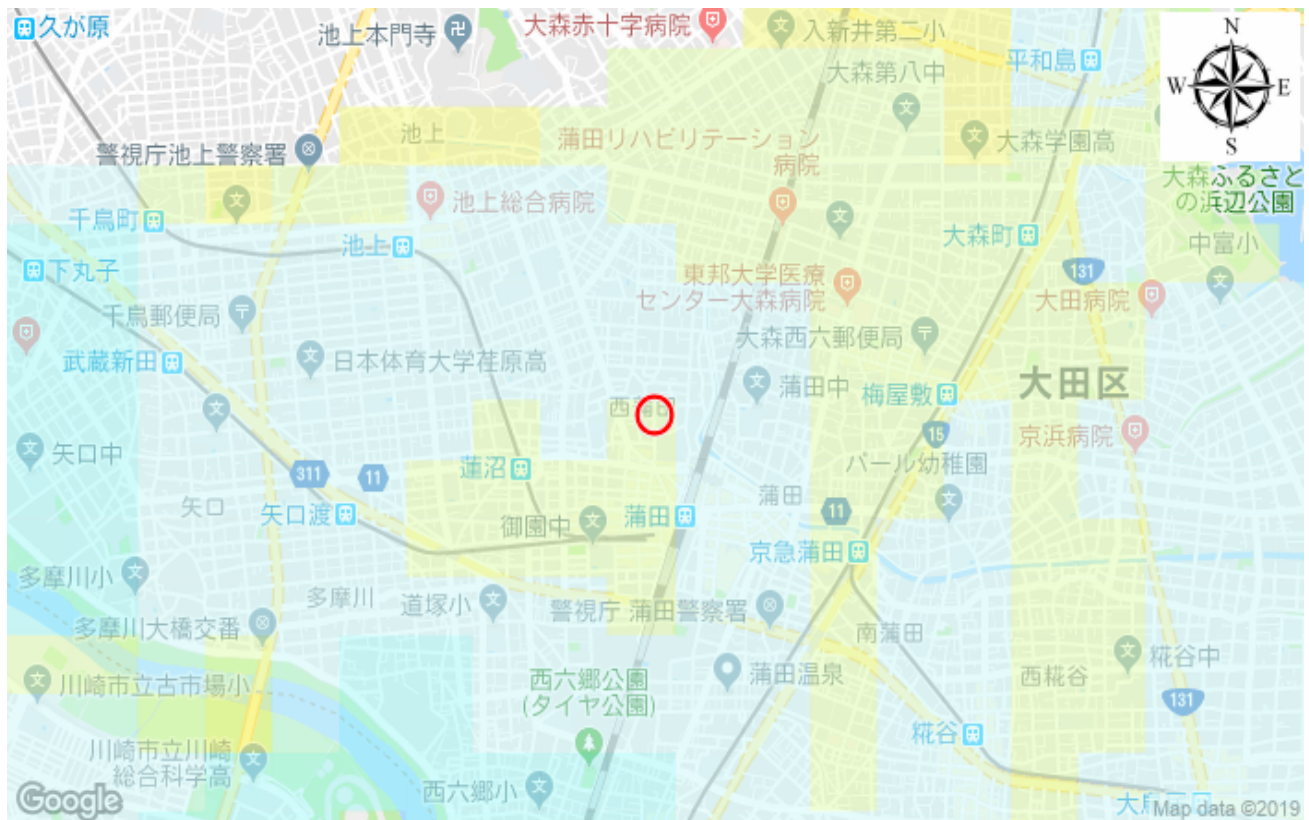 久が原
池上本門寺
大森赤十字病院
入新井第二小
平和島
N
W
E
S
大森第八中
池上
警視庁池上警察署
蒲田リハビリテーション
病院
大森学園高
大森ふるさと
の浜辺公園
千鳥町
池上総合病院
池上
大森町
中富小
下丸子
131
東邦大学医療
センター大森病院
大田病院
千鳥郵便局
武蔵新田
日本体育大学荏原高
大森西六郵便局
蒲田中
大田区
梅屋敷
西蒲田
矢口中
15
京浜病院
311
11
蓮沼
パール幼稚園
矢口
矢口渡
御園中
蒲田
蒲田
11
京急蒲田
多摩川小
多摩川
道塚小
警視庁 蒲田警察署
多摩川大橋交番
南蒲田
糀谷中
川崎市立古市場小
西六郷公園
(タイヤ公園)
蒲田温泉
西糀谷
131
川崎市立川崎
総合科学高
糀谷
西六郷小
Google
Map data ©2019